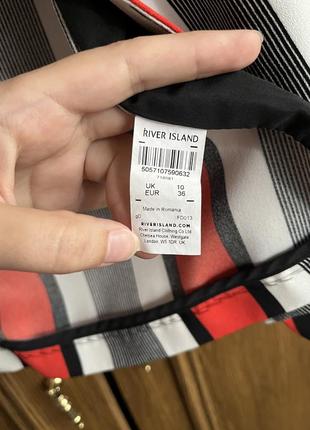 RIVER ISLAND
5057107590632
UK 10
EUR 36
Made in Romania
FD013
RIVERISLAND.COM
River Island Clothing Co Ltd
Chelsea House, Westgate
London, W5 1DR, UK